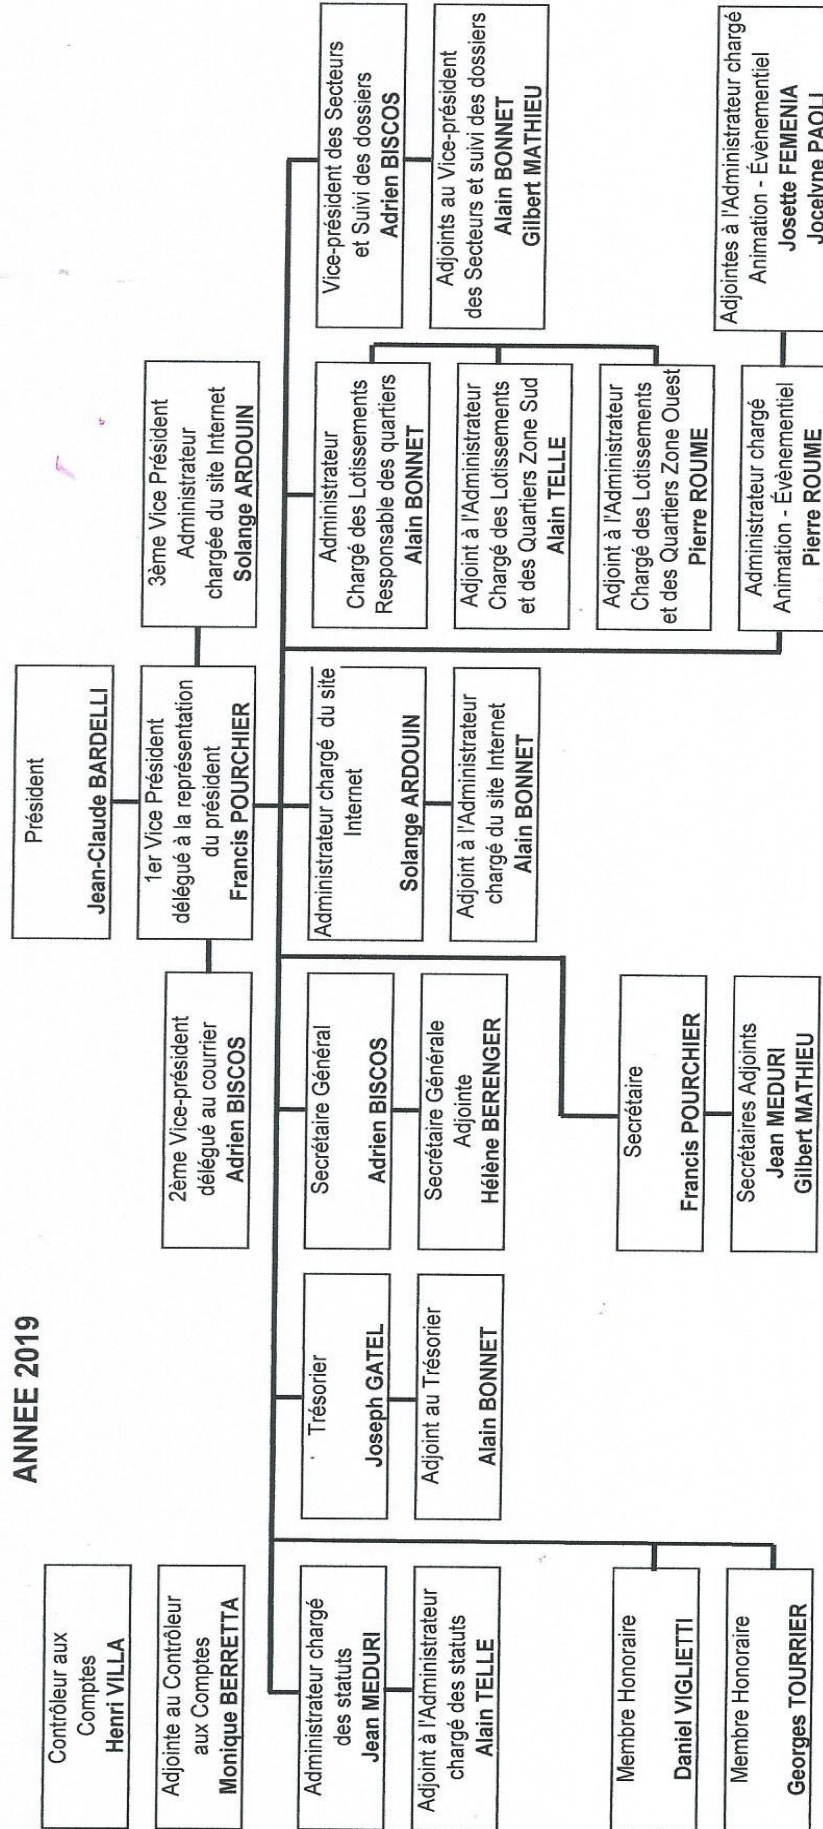 ANNEE 2019
Président
Jean-Claude BARDELLI
1er Vice Président
délégué à la représentation
du président
Francis POURCHIER
2ème Vice-président
délégué au courrier
Adrien BISCOS
3ème Vice Président
Administrateur
chargée du site Internet
Solange ARDOUIN
Contrôleur aux
Comptes
Henri VILLA
Adjointe au Contrôleur
aux Comptes
Monique BERRETTA
Administrateur chargé
des statuts
Jean MEDURI
Adjoint à l'Administrateur
chargé des statuts
Alain TELLE
Membre Honoraire
Daniel VIGLIETTI
Membre Honoraire
Georges TOURRIER
Trésorier
Joseph GATEL
Adjoint au Trésorier
Alain BONNET
Secrétaire Général
Adrien BISCOS
Secrétaire Générale
Adjointe
Hélène BERENGER
Secrétaire
Francis POURCHIER
Secrétaires Adjoints
Jean MEDURI
Gilbert MATHIEU
Administrateur chargé du site
Internet
Solange ARDOUIN
Adjoint à l'Administrateur
chargé du site Internet
Alain BONNET
Administrateur
Chargé des Lotissements
Responsable des quartiers
Alain BONNET
Adjoint à l'Administrateur
Chargé des Lotissements
et des Quartiers Zone Sud
Alain TELLE
Adjoint à l'Administrateur
Chargé des Lotissements
et des Quartiers Zone Ouest
Pierre ROUME
Administrateur chargé
Animation - Évènementiel
Pierre ROUME
Vice-président des Secteurs
et Suivi des dossiers
Adrien BISCOS
Adjoints au Vice-président
des Secteurs et suivi des dossiers
Alain BONNET
Gilbert MATHIEU
Adjointes à l'Administrateur chargé
Animation - Évènementiel
Josette FEMENIA
Jocelyne PAOLI